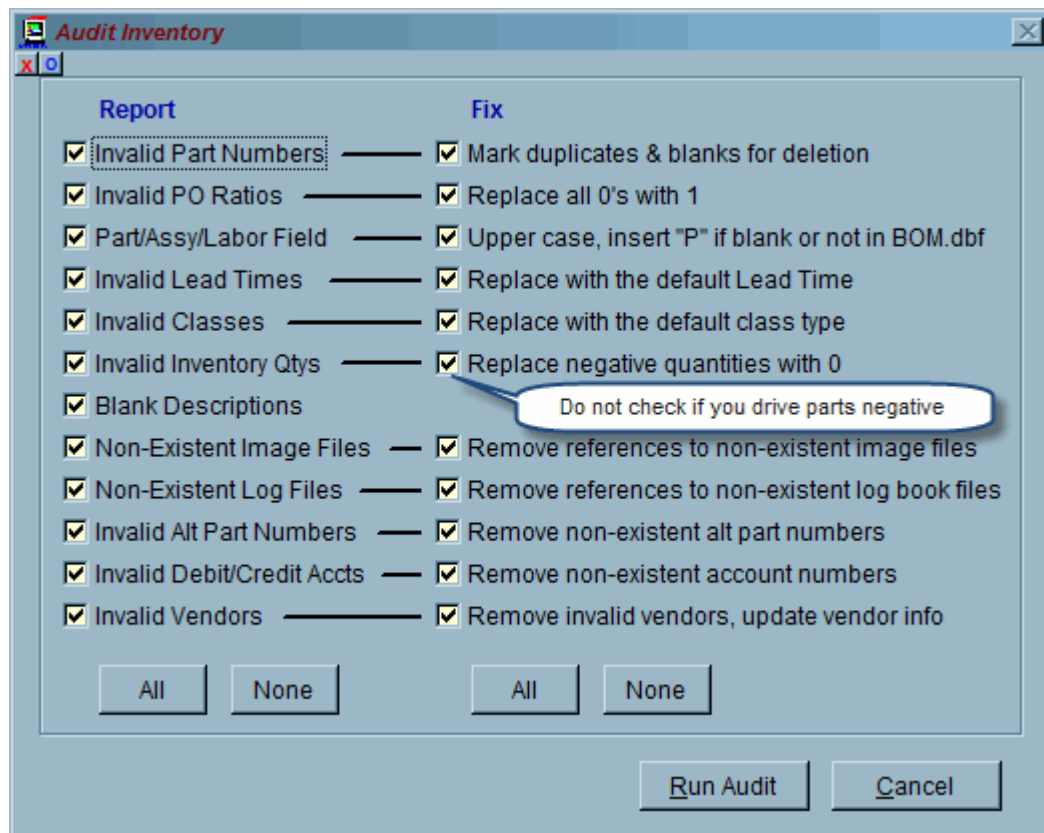 Audit Inventory
X O
Report Fix
Invalid Part Numbers Mark duplicates & blanks for deletion
Invalid PO Ratios Replace all 0's with 1
Part/Assy/Labor Field Upper case, insert "P" if blank or not in BOM.dbf
Invalid Lead Times Replace with the default Lead Time
Invalid Classes Replace with the default class type
Invalid Inventory Qtys Replace negative quantities with 0
Blank Descriptions Do not check if you drive parts negative
Non-Existent Image Files Remove references to non-existent image files
Non-Existent Log Files Remove references to non-existent log book files
Invalid Alt Part Numbers Remove non-existent alt part numbers
Invalid Debit/Credit Accts Remove non-existent account numbers
Invalid Vendors Remove invalid vendors, update vendor info
All None All None
Run Audit Cancel